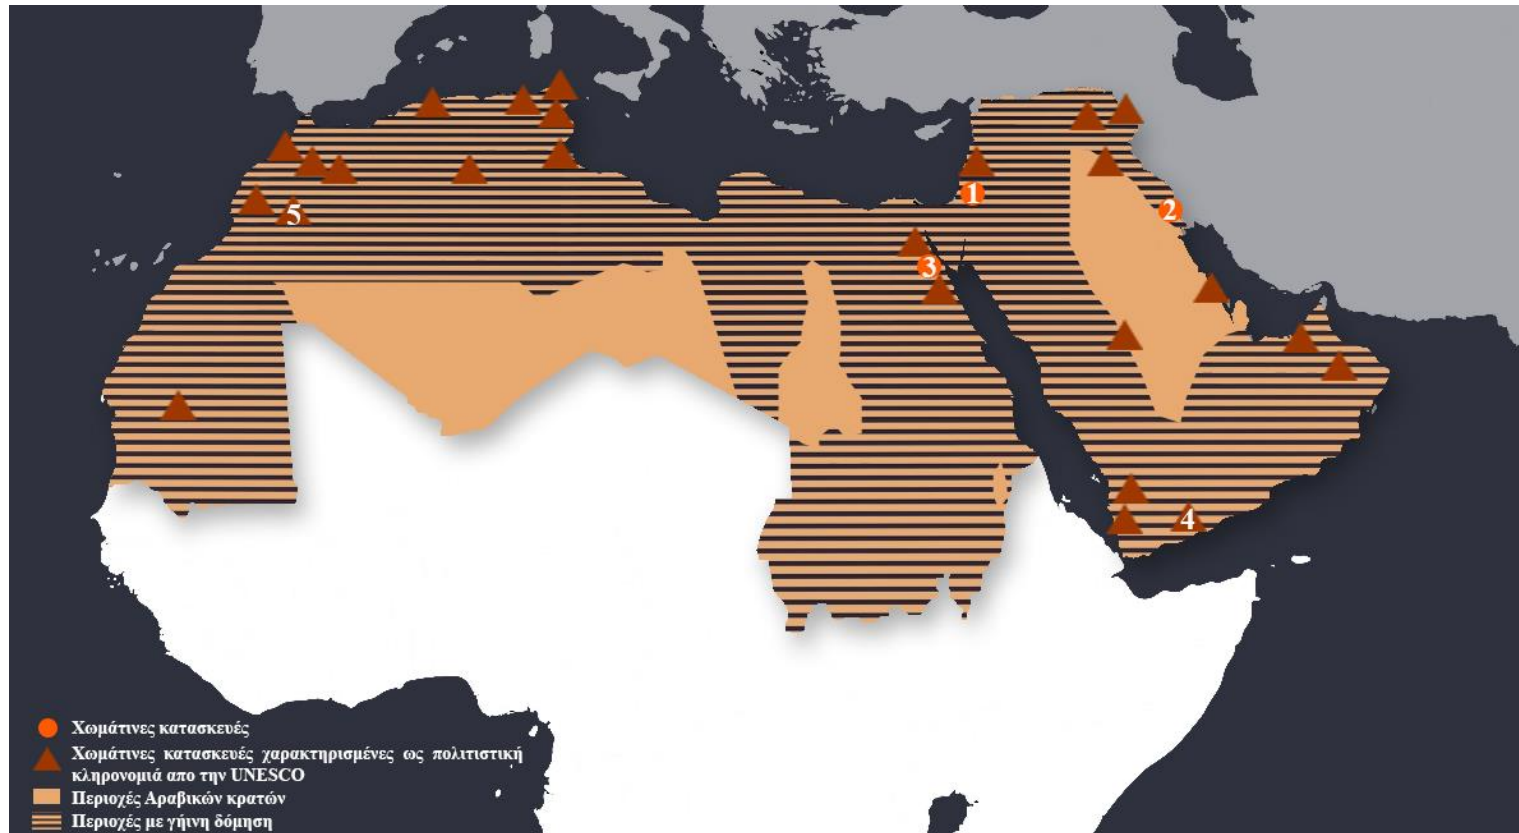 1
2
3
5
4
Χωμάτινες κατασκευές
Χωμάτινες κατασκευές χαρακτηρισμένες ως πολιτιστική
κληρονομιά απο την UNESCO
Περιοχές Αραβικών κρατών
Περιοχές με γήινη δόμηση